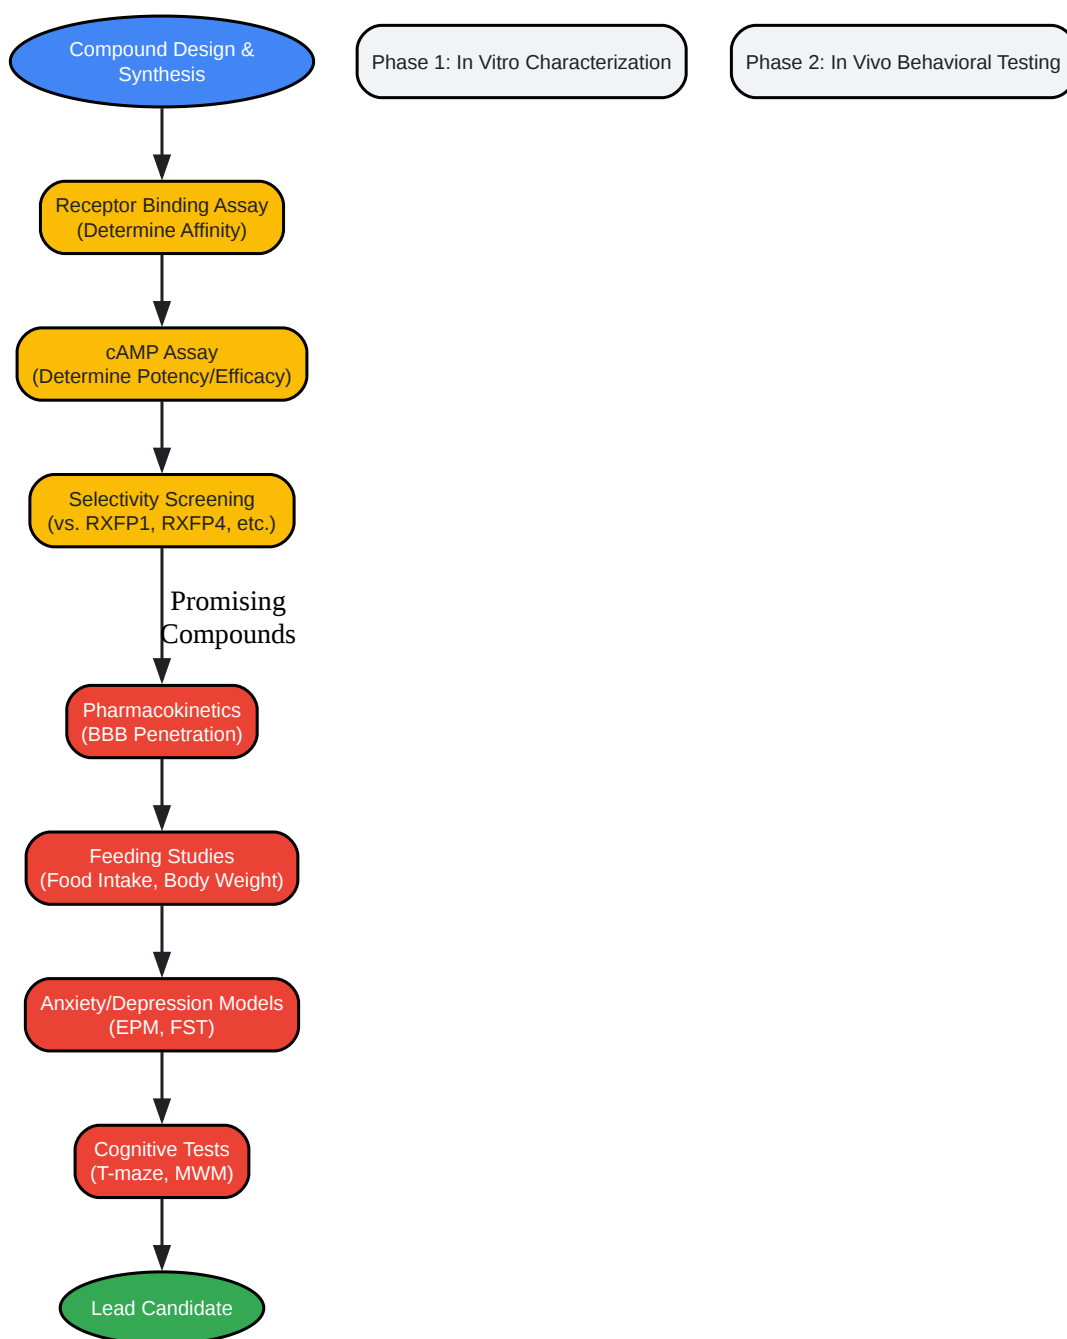 Compound Design &
Synthesis
Phase 1: In Vitro Characterization
Phase 2: In Vivo Behavioral Testing
Receptor Binding Assay
(Determine Affinity)
cAMP Assay
(Determine Potency/Efficacy)
Selectivity Screening
(vs. RXFP1, RXFP4, etc.)
Promising
Compounds
Pharmacokinetics
(BBB Penetration)
Feeding Studies
(Food Intake, Body Weight)
Anxiety/Depression Models
(EPM, FST)
Cognitive Tests
(T-maze, MWM)
Lead Candidate